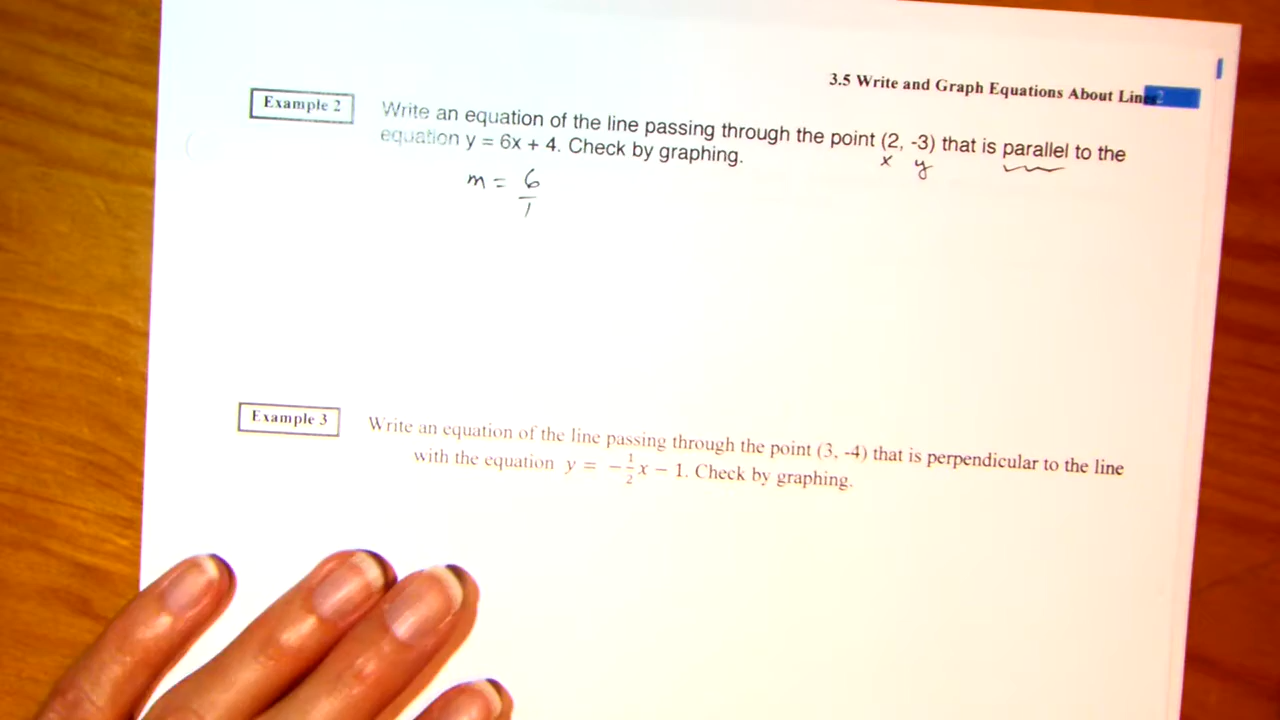 3.5 Write and Graph Equations About Lines
Example 2
Write an equation of the line passing through the point (2, -3) that is parallel to the
equation y = 6x + 4. Check by graphing.
x y
m = 6/1
Example 3
Write an equation of the line passing through the point (3, -4) that is perpendicular to the line
with the equation y = -1/2x − 1. Check by graphing.